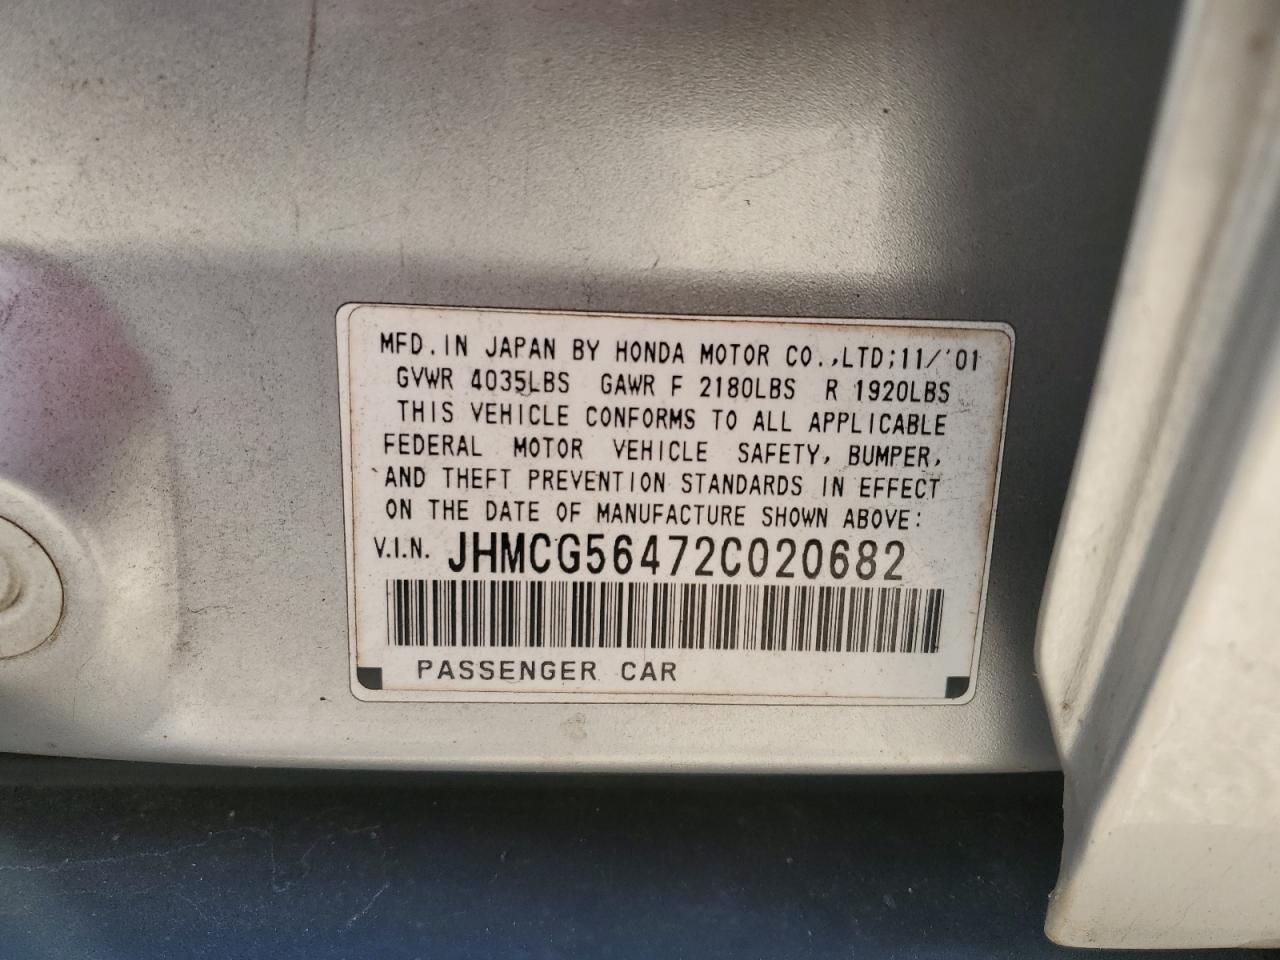 MFD. IN JAPAN BY HONDA MOTOR CO.,LTD;11/'01
GVWR 4035LBS GAWR F 2180LBS R 1920LBS
THIS VEHICLE CONFORMS TO ALL APPLICABLE
FEDERAL MOTOR VEHICLE SAFETY, BUMPER,
AND THEFT PREVENTION STANDARDS IN EFFECT
ON THE DATE OF MANUFACTURE SHOWN ABOVE:
V.I.N. JHMCG56472C020682
PASSENGER CAR